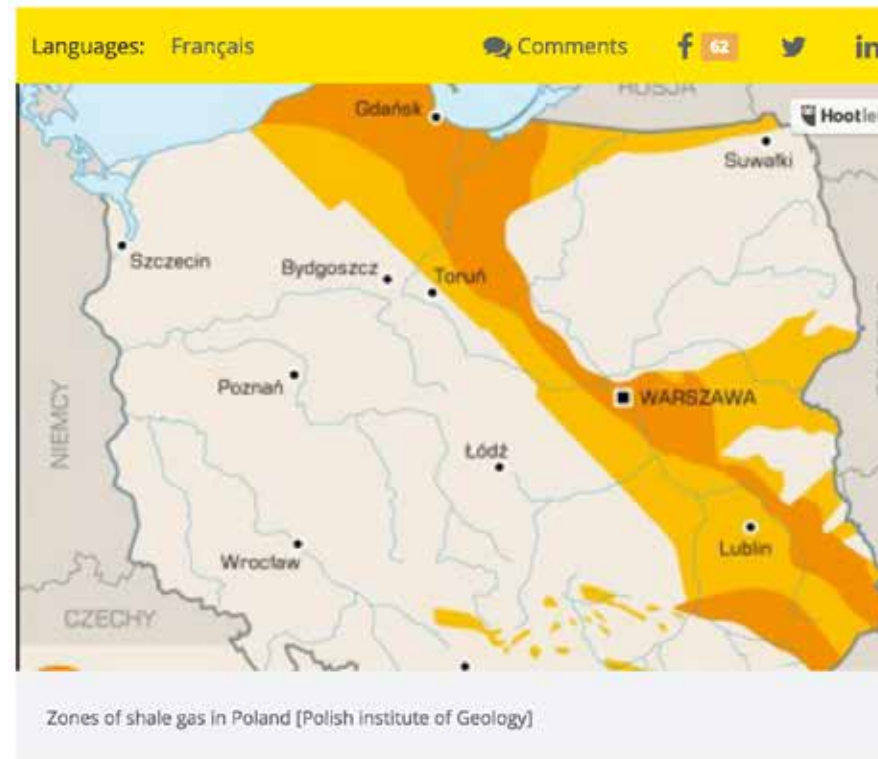 Languages: Français Comments 62
ROSJA
Gdańsk
Suwałki
Szczecin
Bydgoszcz
Toruń
NIEMCY
Poznań
WARSZAWA
Łódź
Wrocław
Lublin
CZECHY
Zones of shale gas in Poland [Polish institute of Geology]